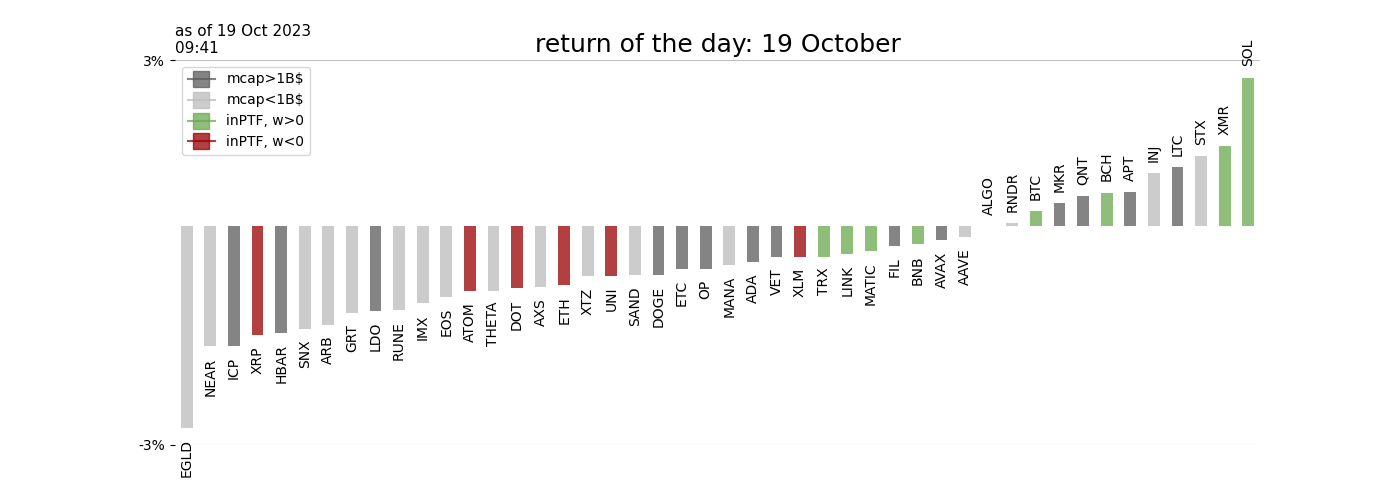 as of 19 Oct 2023
09:41
return of the day: 19 October
3%
-3%
mcap>1B$
mcap<1B$
inPTF, w>0
inPTF, w<0
EGLD
NEAR
ICP
XRP
HBAR
SNX
ARB
GRT
LDO
RUNE
IMX
EOS
ATOM
THETA
DOT
AXS
ETH
XTZ
UNI
SAND
DOGE
ETC
OP
MANA
ADA
VET
XLM
TRX
LINK
MATIC
FIL
BNB
AVAX
AAVE
ALGO
RNDR
BTC
MKR
QNT
BCH
APT
INJ
LTC
STX
XMR
SOL